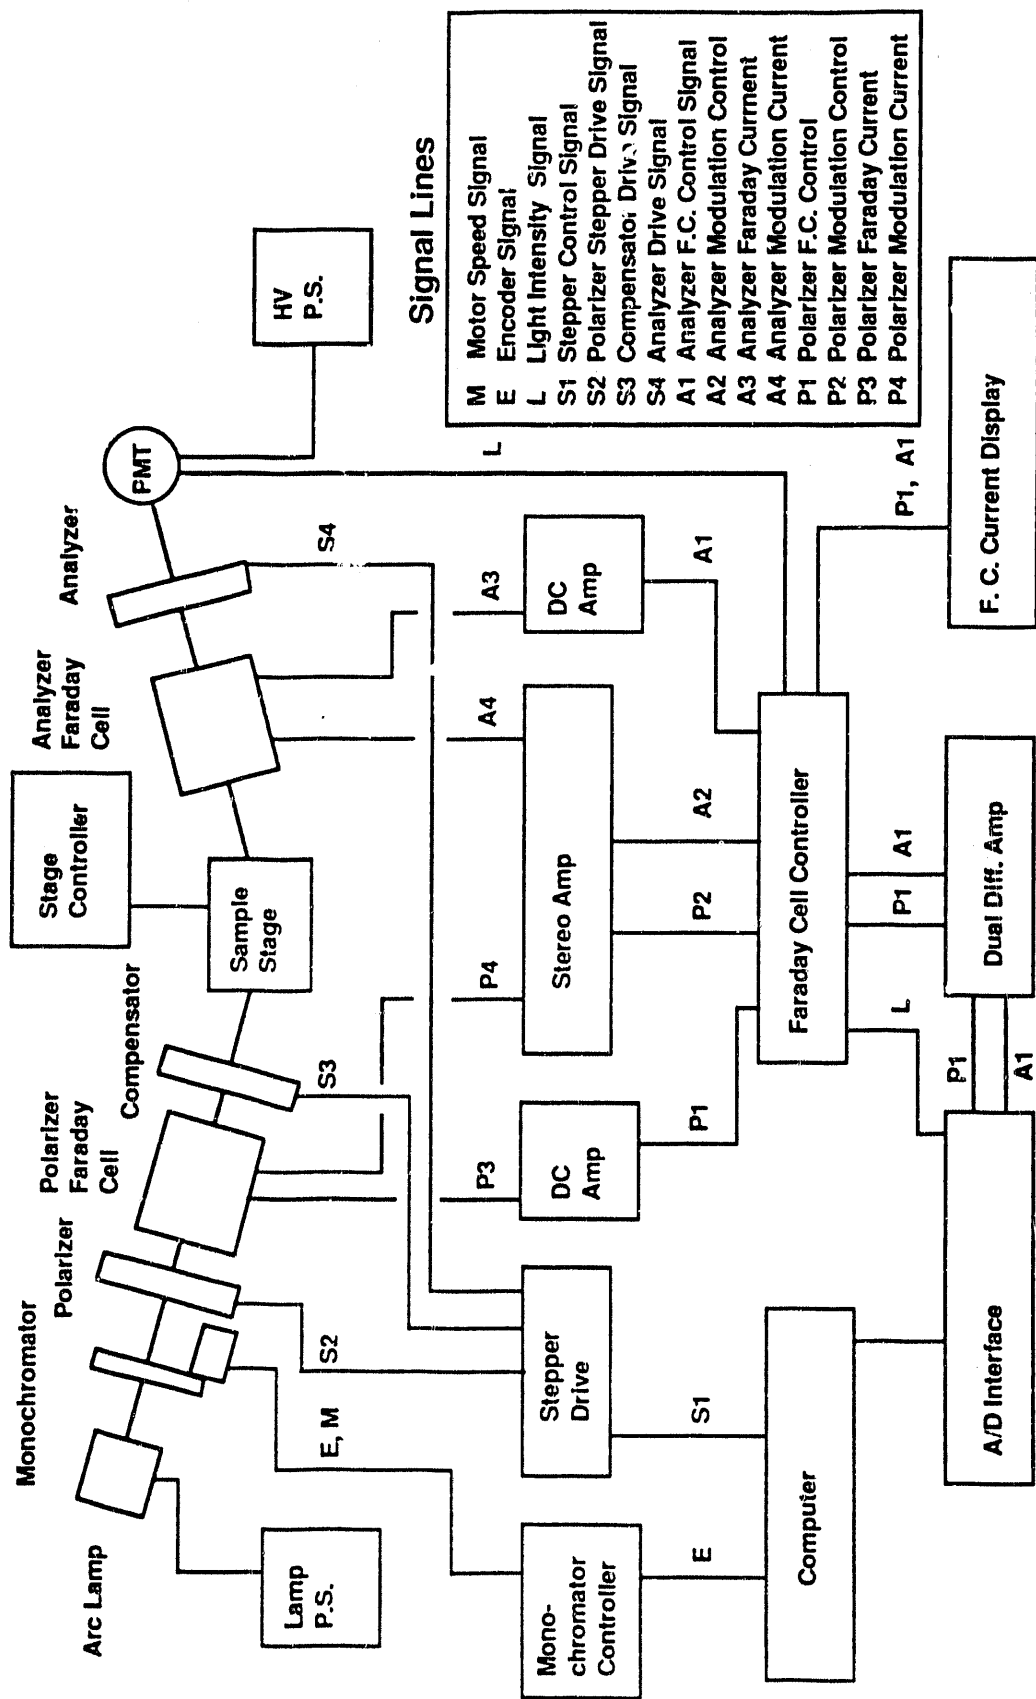 Arc Lamp
Monochromator
Polarizer
Polarizer
Faraday
Cell
Compensator
Stage
Controller
Sample
Stage
Analyzer
Faraday
Cell
Analyzer
PMT
HV
P.S.
Lamp
P.S.
E, M
S2
S3
S4
P3
P4
A4
A3
L
Mono-
chromator
Controller
Stepper
Drive
DC
Amp
Stereo Amp
DC
Amp
E
S1
P1
P2
A2
A1
P1, A1
Computer
Faraday Cell Controller
L
P1
A1
P1
A1
A/D Interface
Dual Diff. Amp
F. C. Current Display
Signal Lines
M Motor Speed Signal
E Encoder Signal
L Light Intensity Signal
S1 Stepper Control Signal
S2 Polarizer Stepper Drive Signal
S3 Compensator Drive Signal
S4 Analyzer Drive Signal
A1 Analyzer F.C. Control Signal
A2 Analyzer Modulation Control
A3 Analyzer Faraday Currnent
A4 Analyzer Modulation Current
P1 Polarizer F.C. Control
P2 Polarizer Modulation Control
P3 Polarizer Faraday Current
P4 Polarizer Modulation Current